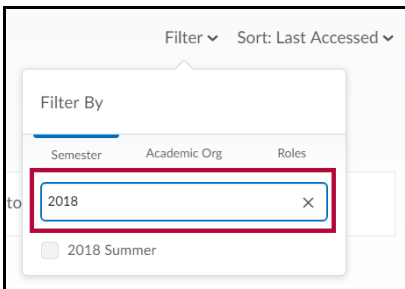 Filter Sort: Last Accessed
Filter By
Semester Academic Org Roles
to
2018
2018 Summer